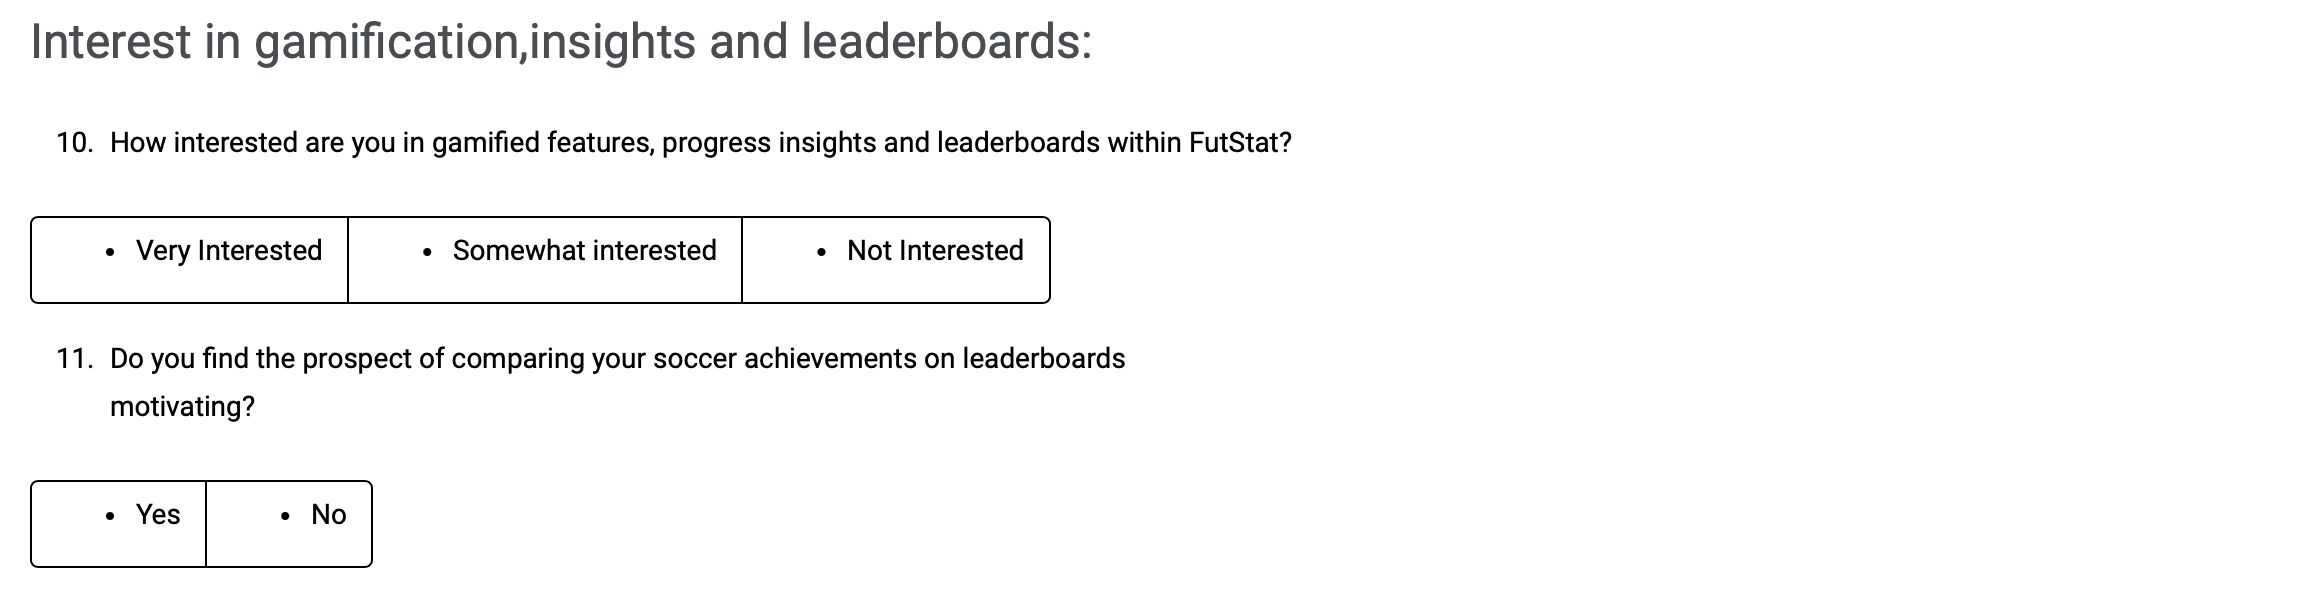 Interest in gamification,insights and leaderboards:
10. How interested are you in gamified features, progress insights and leaderboards within FutStat?
• Very Interested • Somewhat interested • Not Interested
11. Do you find the prospect of comparing your soccer achievements on leaderboards
motivating?
• Yes • No